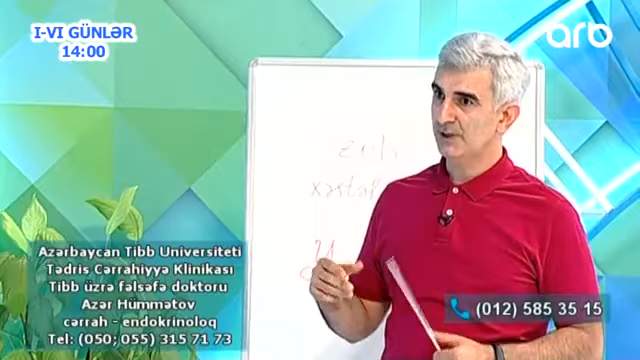 I-VI GÜNLƏR
14:00
arb
Azərbaycan Tibb Universiteti
Tədris Cərrahiyyə Klinikası
Tibb üzrə fəlsəfə doktoru
Azər Hümmətov
cərrah - endokrinoloq
Tel: (050; 055) 315 71 73
(012) 585 35 15